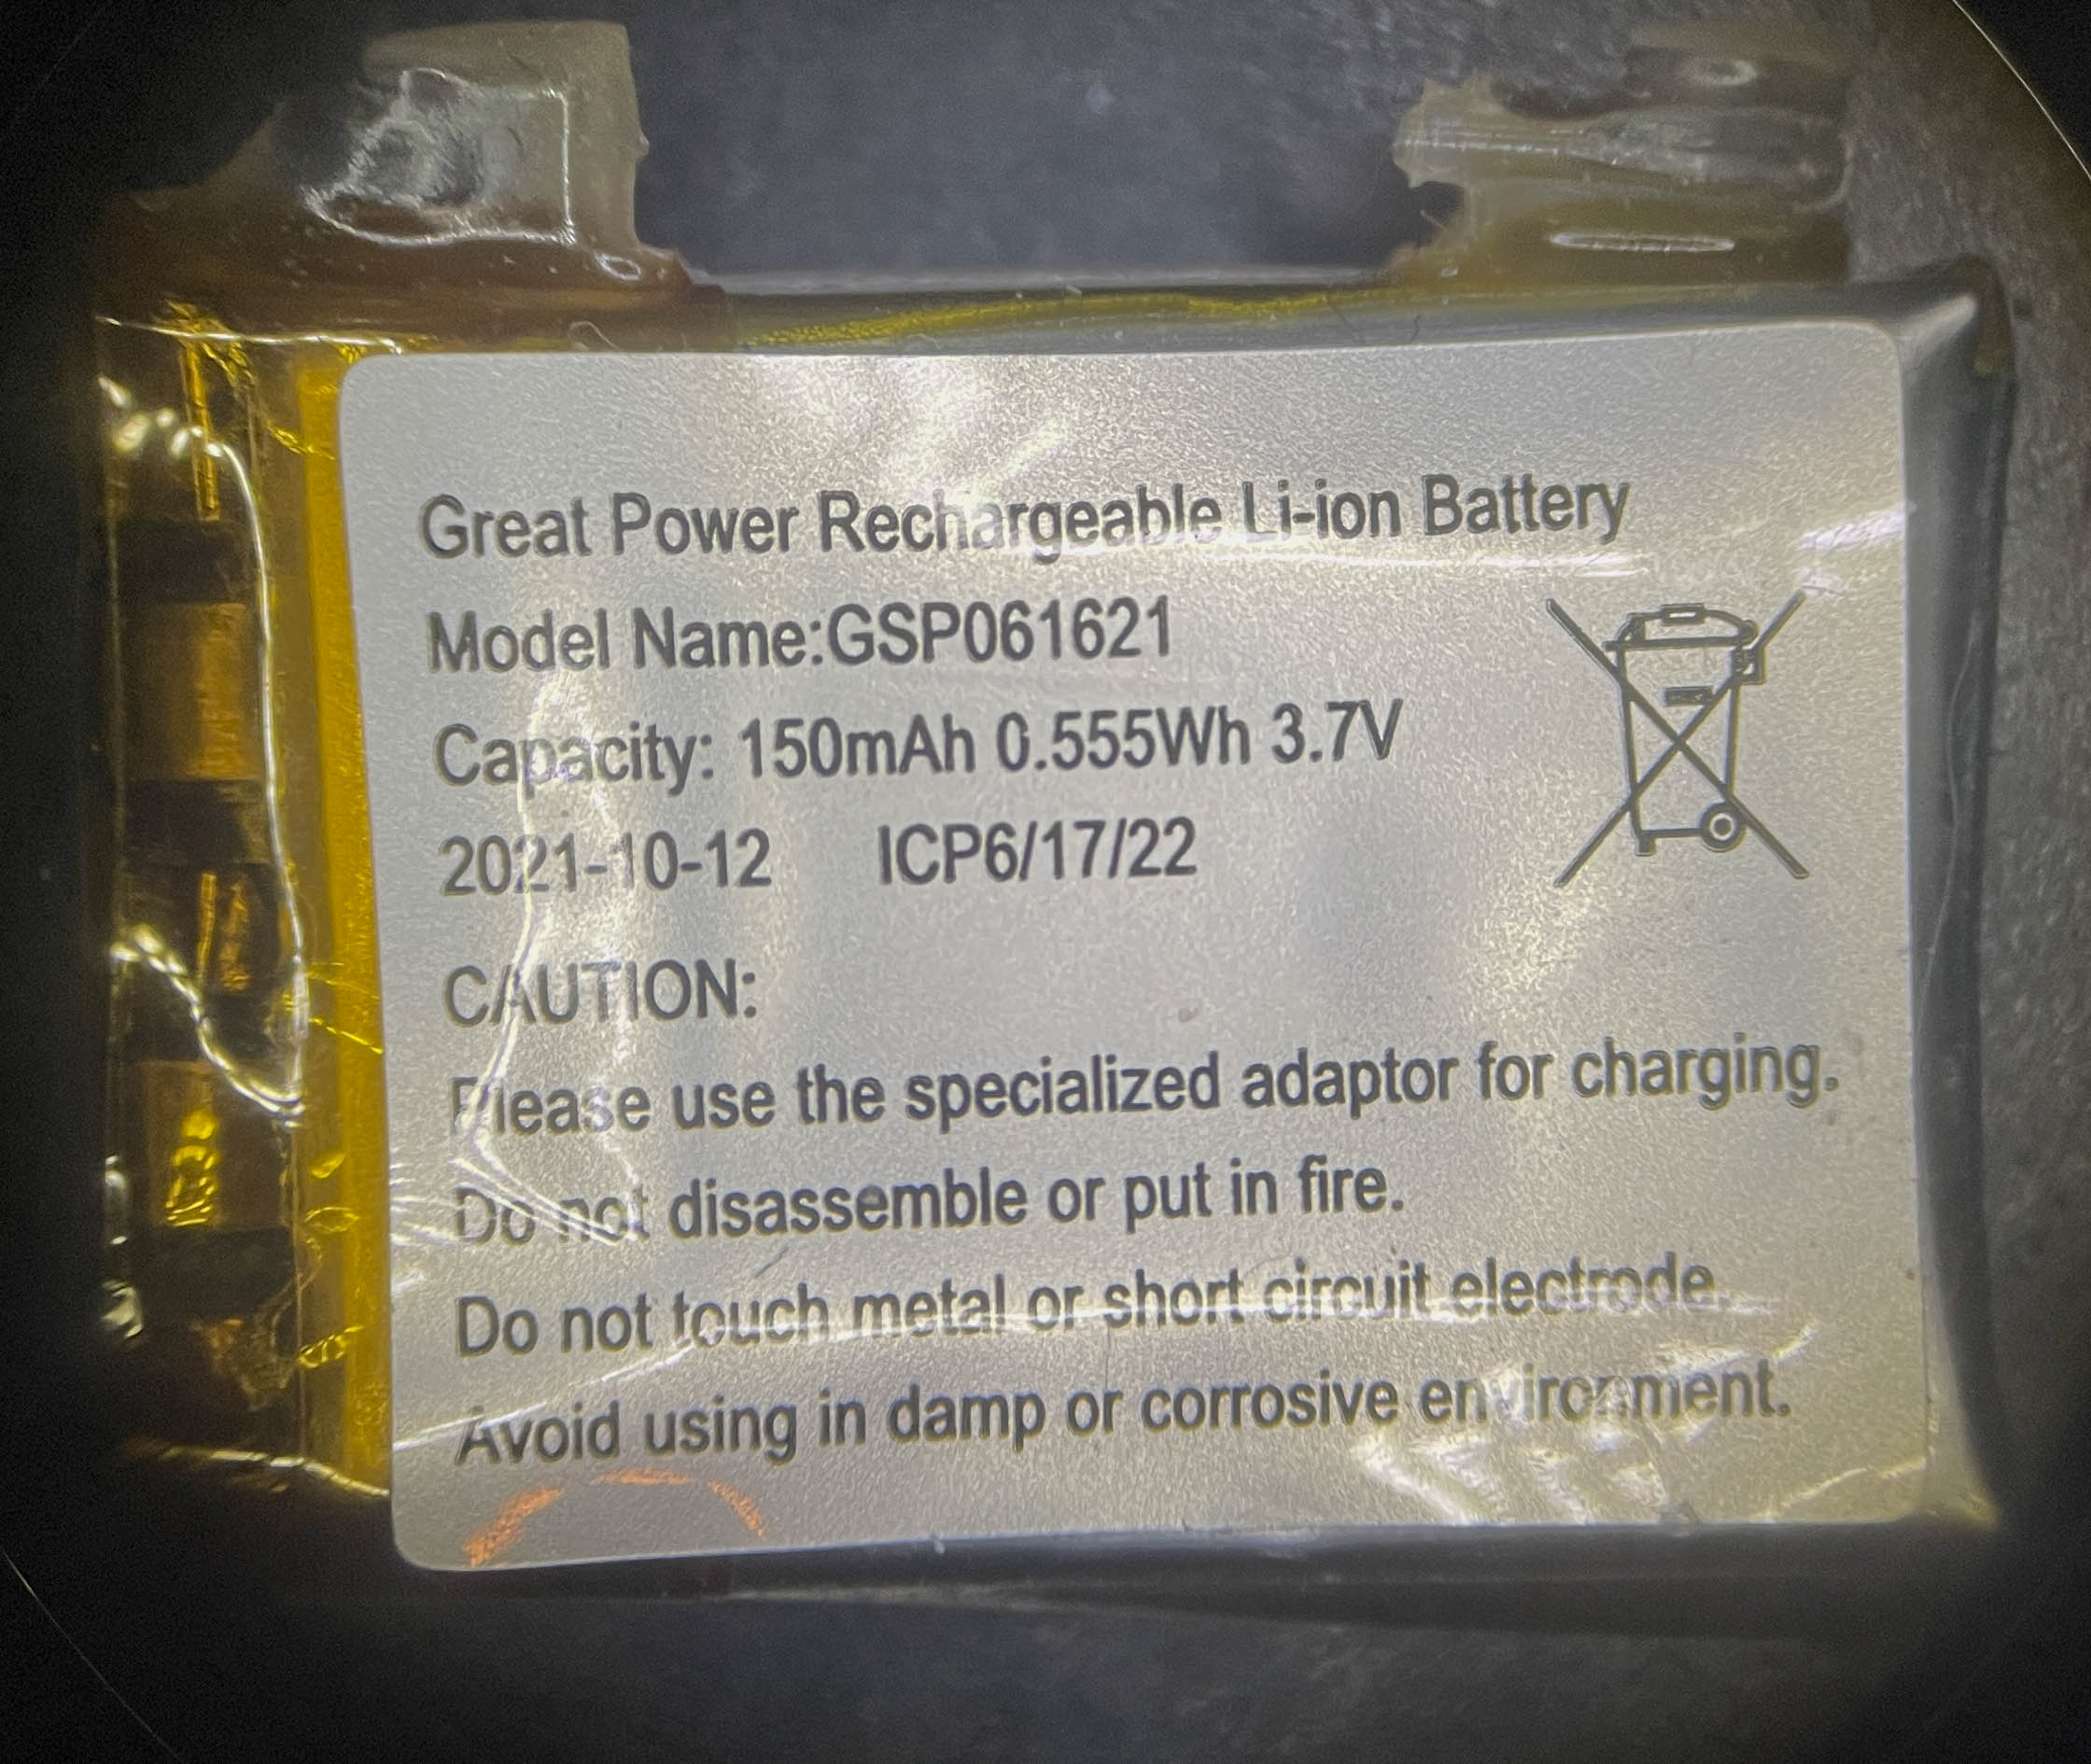 Great Power Rechargeable Li-ion Battery
Model Name:GSP061621
Capacity: 150mAh 0.555Wh 3.7V
2021-10-12 ICP6/17/22
CAUTION:
Please use the specialized adaptor for charging.
Do not disassemble or put in fire.
Do not touch metal or short circuit electrode.
Avoid using in damp or corrosive environment.